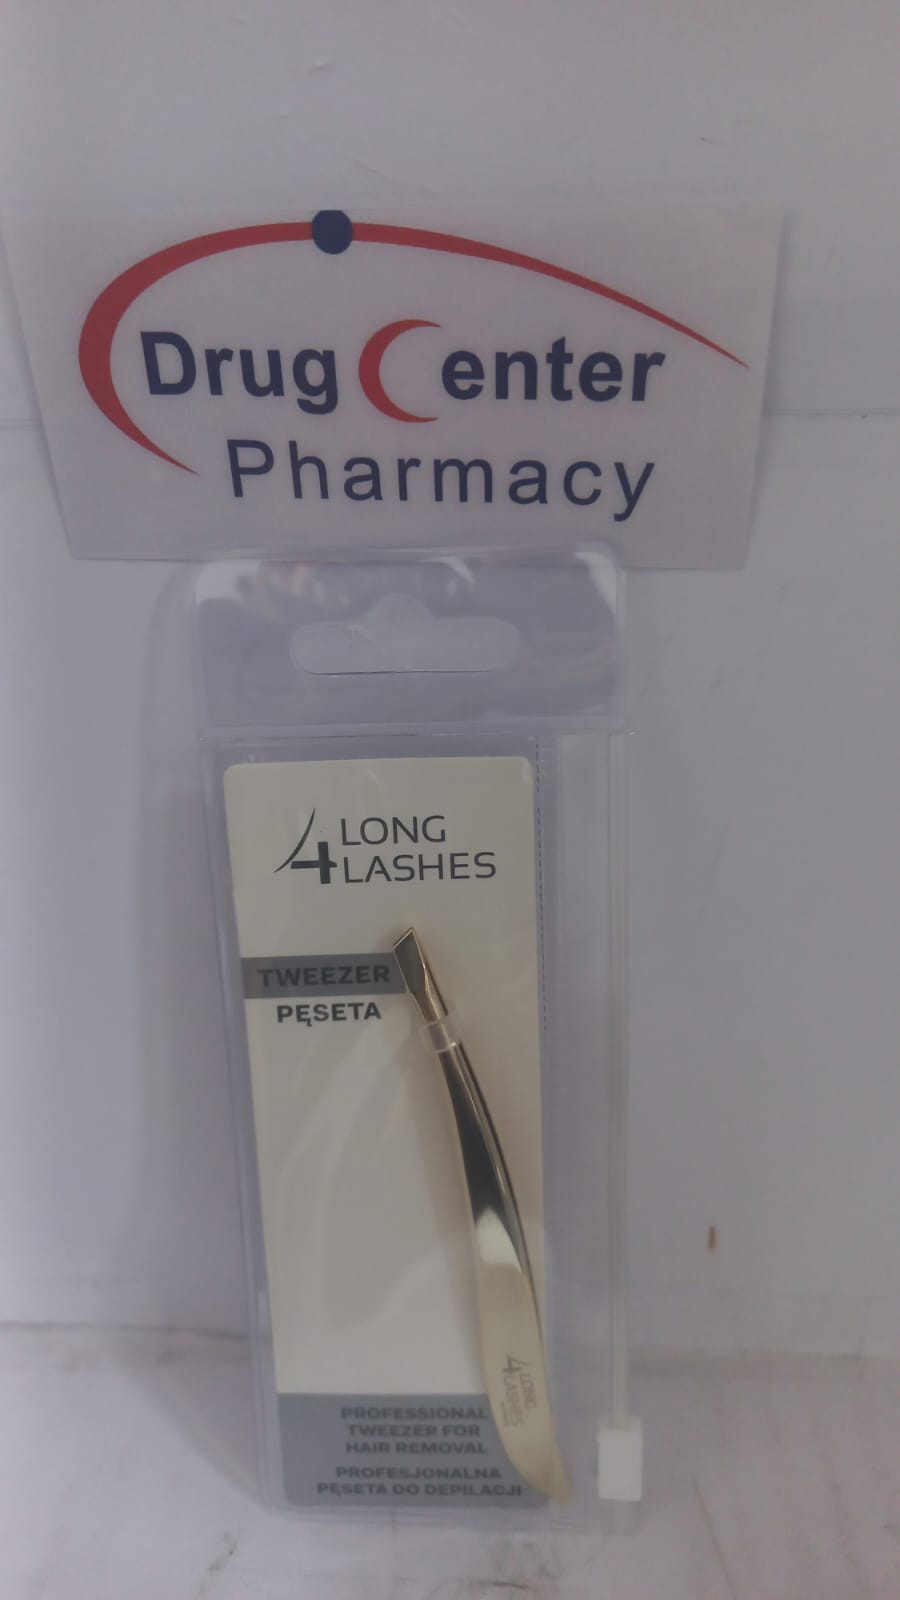 Drug Center
Pharmacy
4 LONG
LASHES
TWEEZER
PĘSETA
4 LONG
LASHES
PROFESSIONAL
TWEEZER FOR
HAIR REMOVAL
PROFESJONALNA
PĘSETA DO DEPILACJI